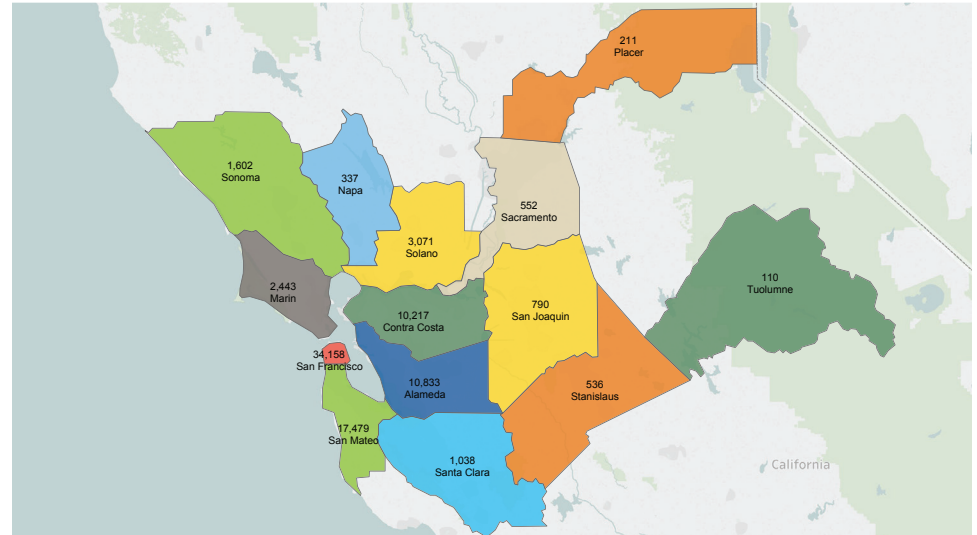 211
Placer
1,602
Sonoma
337
Napa
552
Sacramento
3,071
Solano
110
Tuolumne
2,443
Marin
790
San Joaquin
10,217
Contra Costa
34,158
San Francisco
10,833
Alameda
536
Stanislaus
17,479
San Mateo
1,038
Santa Clara
California